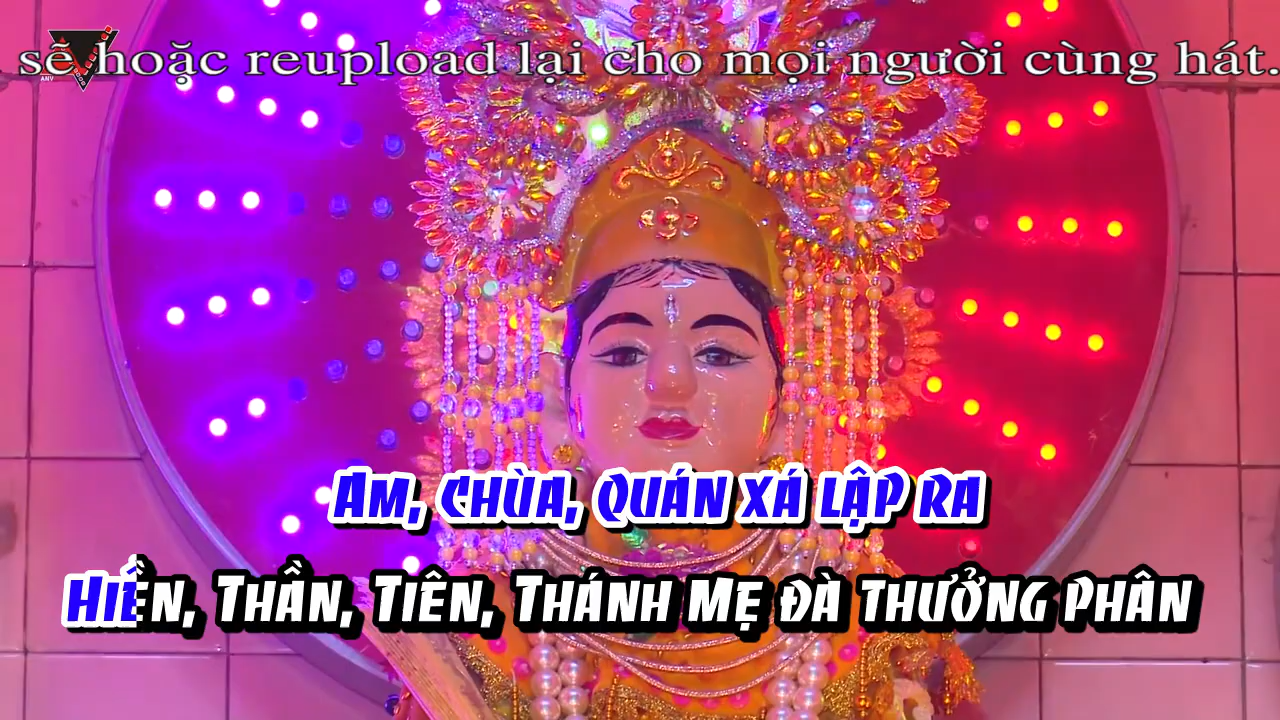 sẽ hoặc reupload lại cho mọi người cùng hát.
ANV
Am, chùa, quán xá lập ra
Hiền, Thần, Tiên, Thánh Mẹ đà thưởng phân